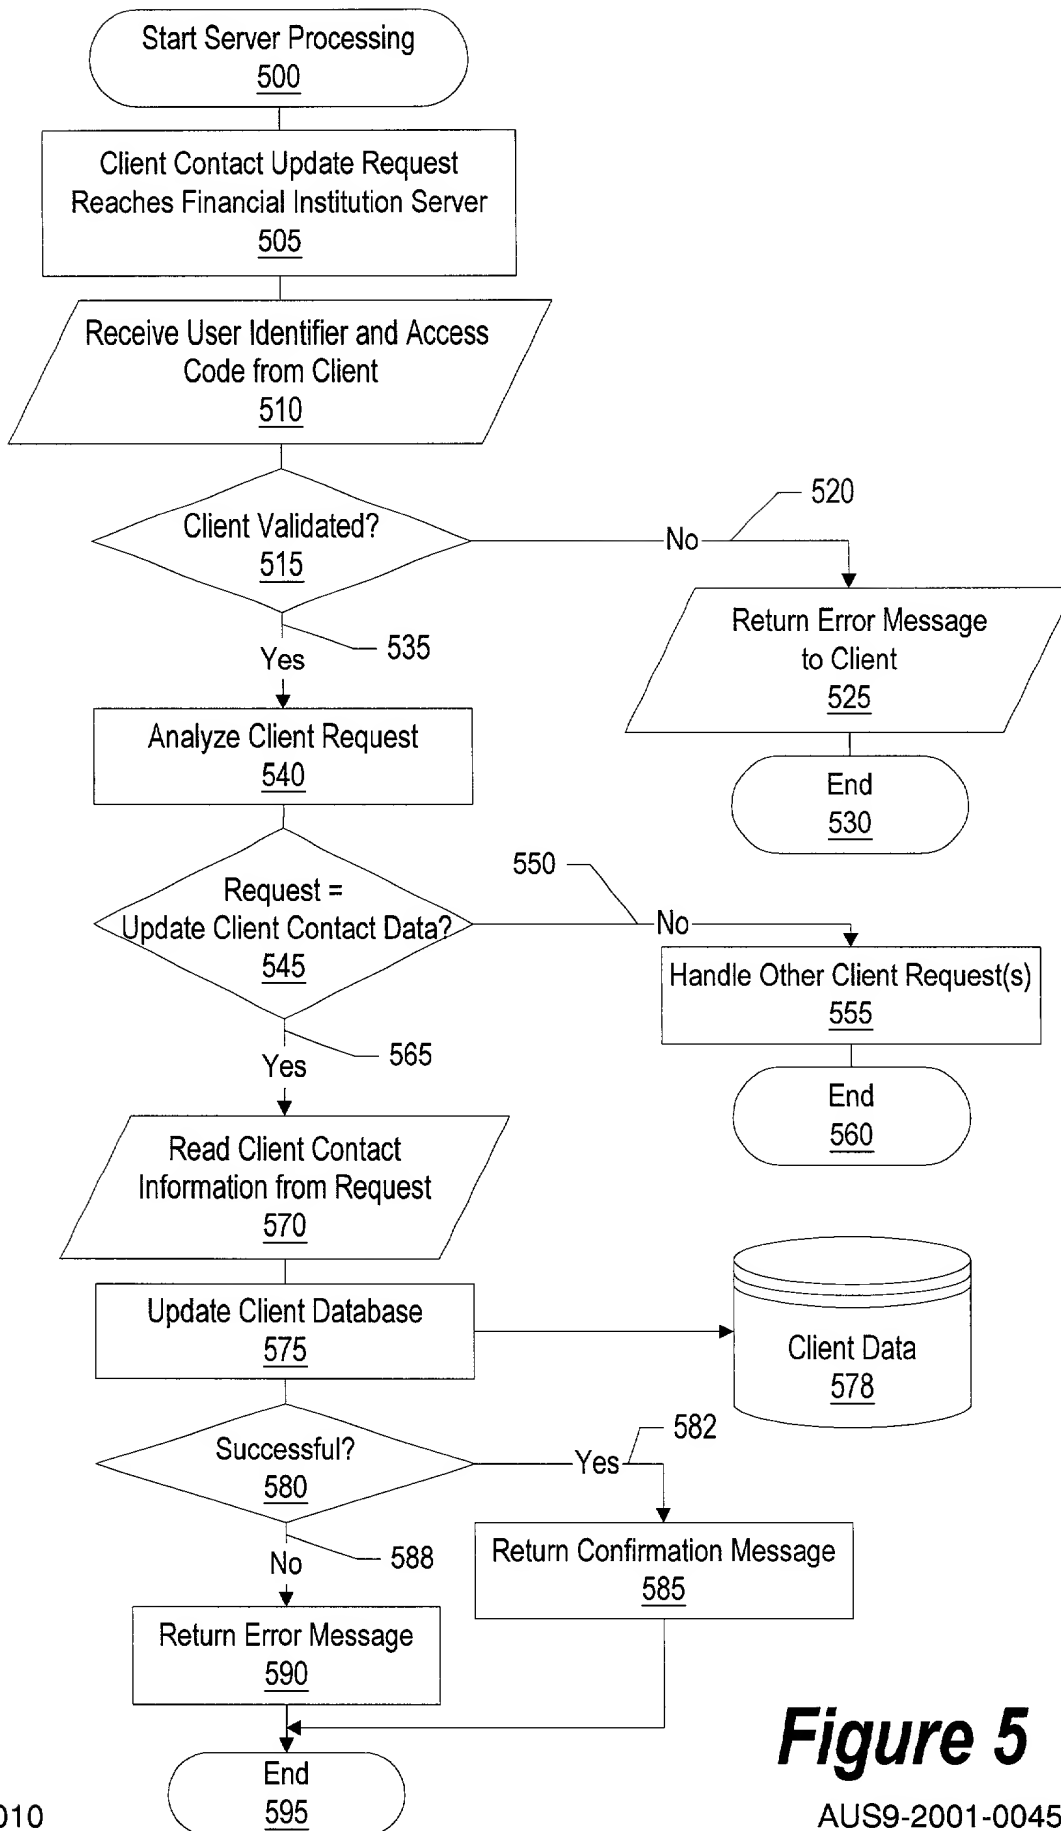 Start Server Processing
500
Client Contact Update Request
Reaches Financial Institution Server
505
Receive User Identifier and Access
Code from Client
510
Client Validated?
515
No
520
Return Error Message
to Client
525
End
530
535
Yes
Analyze Client Request
540
Request =
Update Client Contact Data?
545
550
No
Handle Other Client Request(s)
555
End
560
565
Yes
Read Client Contact
Information from Request
570
Update Client Database
575
Client Data
578
Successful?
580
582
Yes
Return Confirmation Message
585
588
No
Return Error Message
590
End
595
Figure 5
010
AUS9-2001-0045